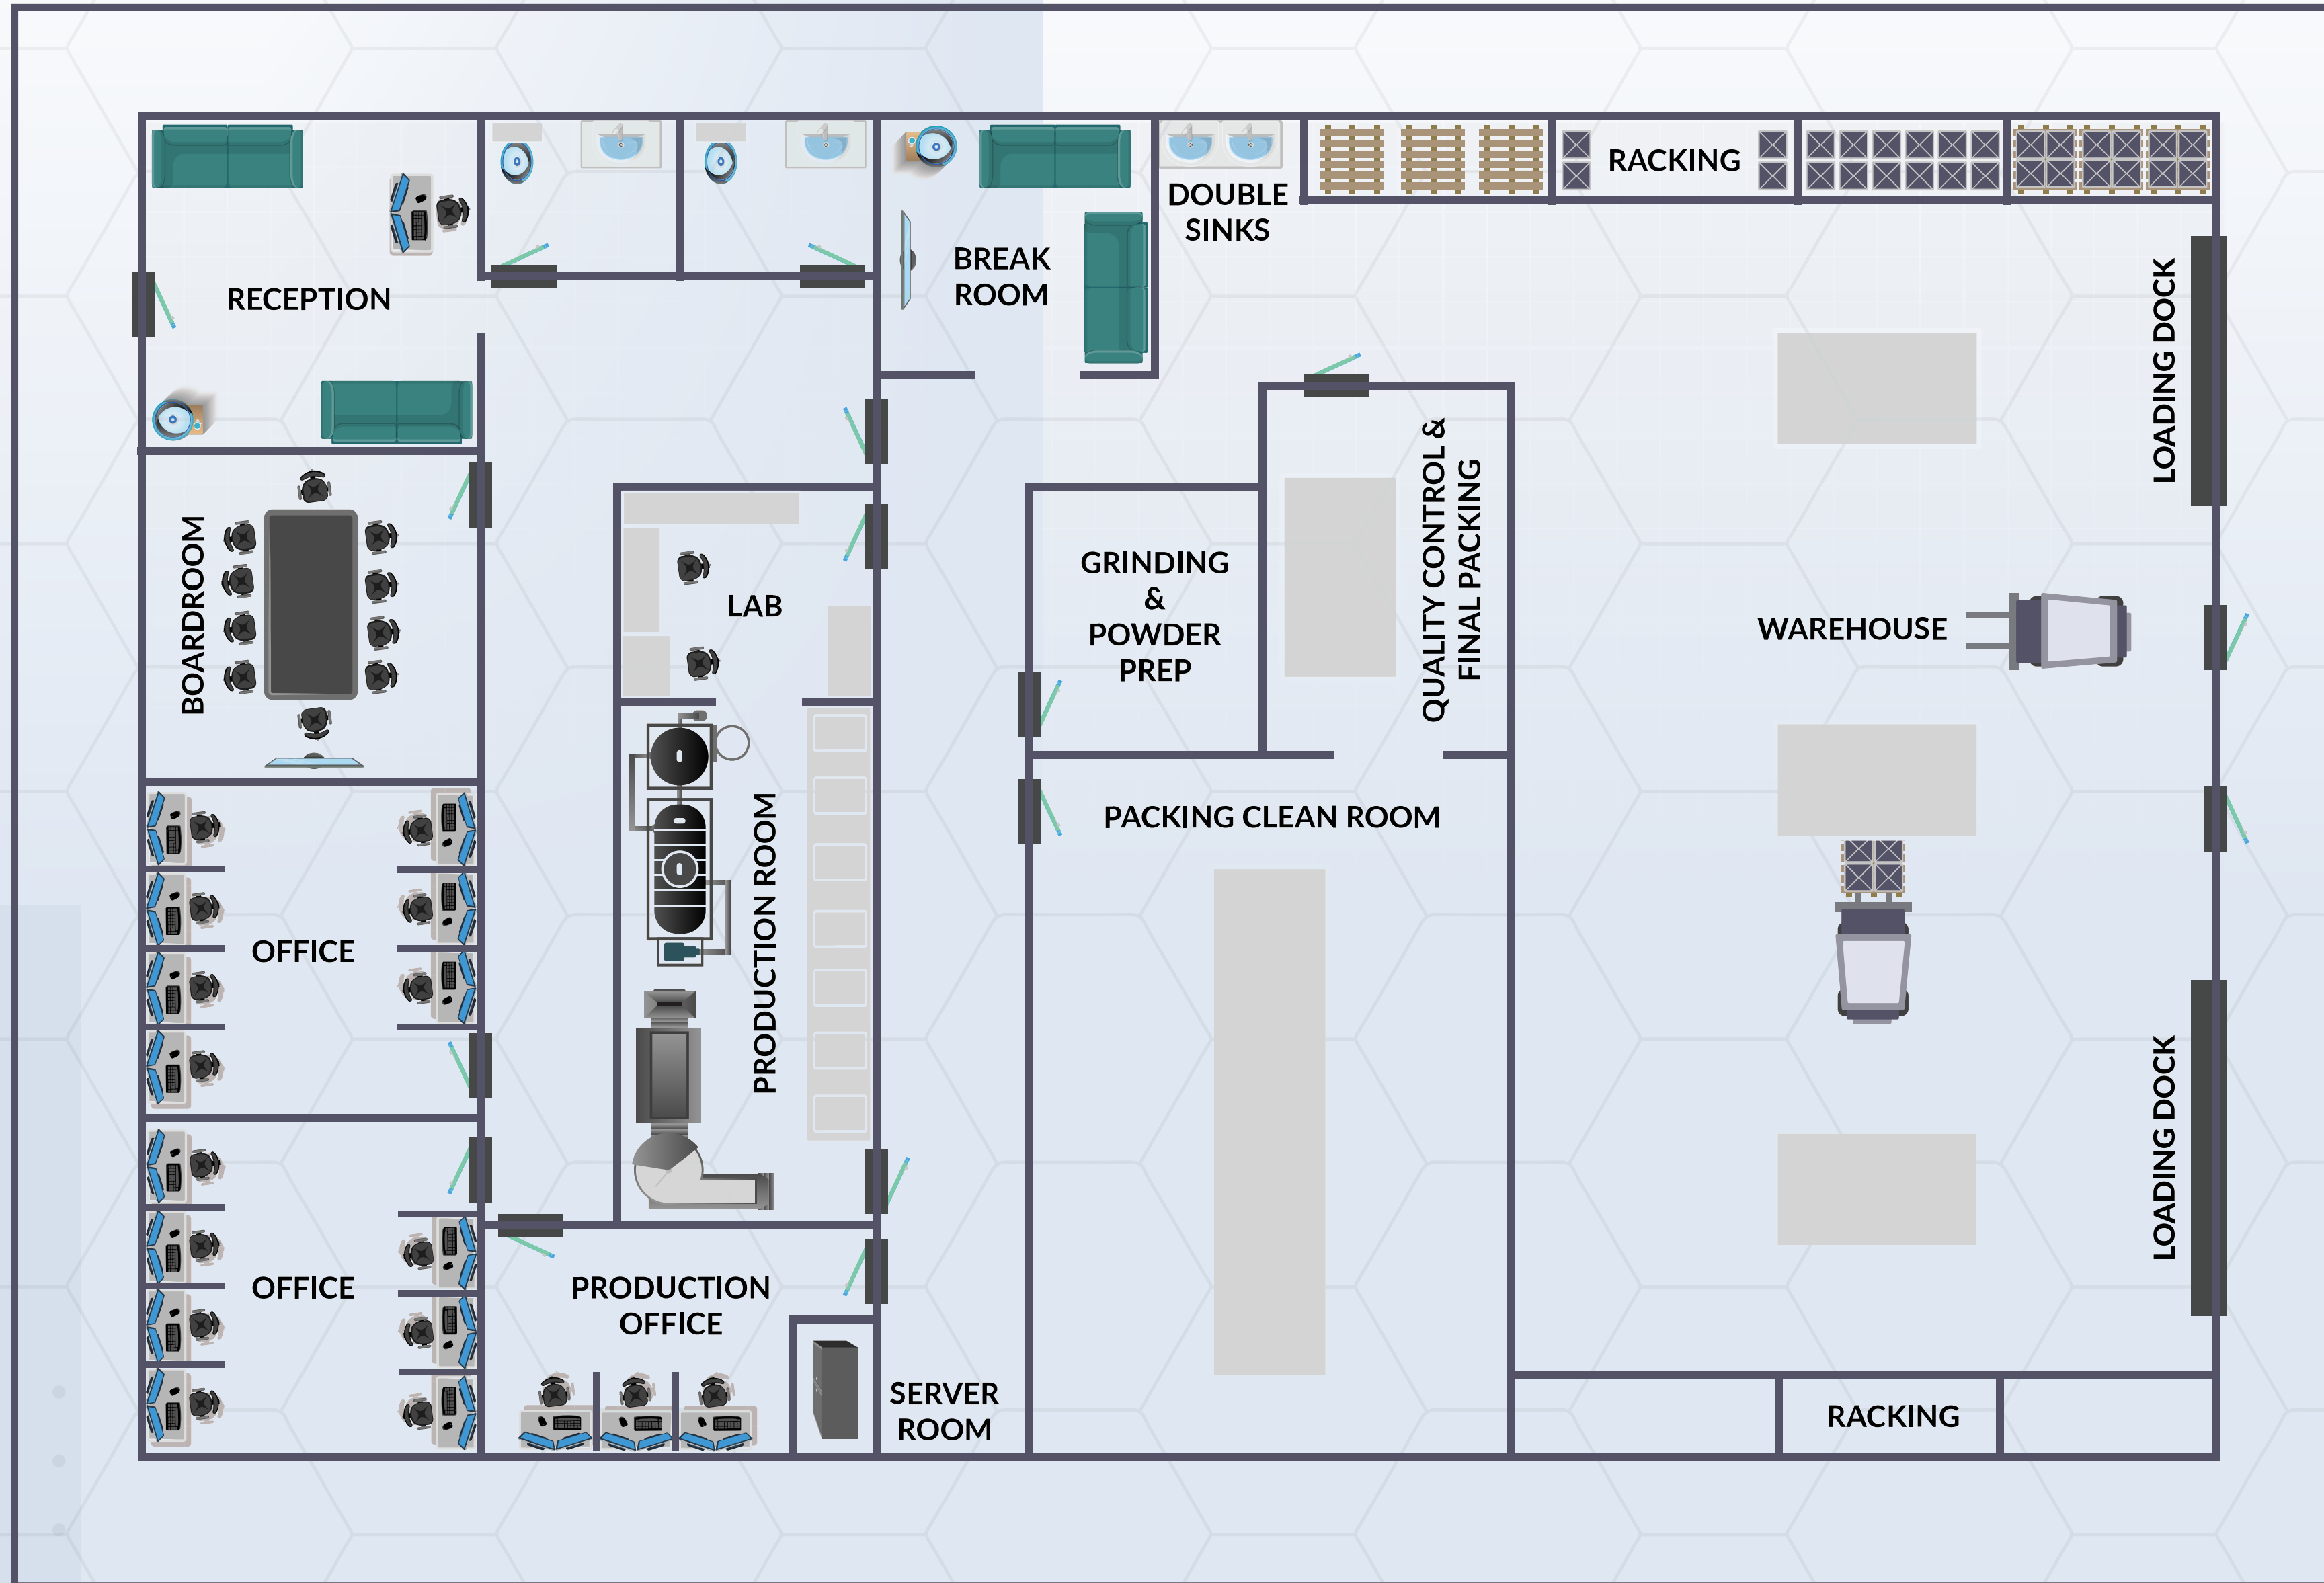 RACKING
DOUBLE
SINKS
BREAK
ROOM
RECEPTION
LOADING DOCK
BOARDROOM
LAB
GRINDING
&
POWDER
PREP
QUALITY CONTROL &
FINAL PACKING
WAREHOUSE
PACKING CLEAN ROOM
PRODUCTION ROOM
OFFICE
OFFICE
PRODUCTION
OFFICE
SERVER
ROOM
LOADING DOCK
RACKING